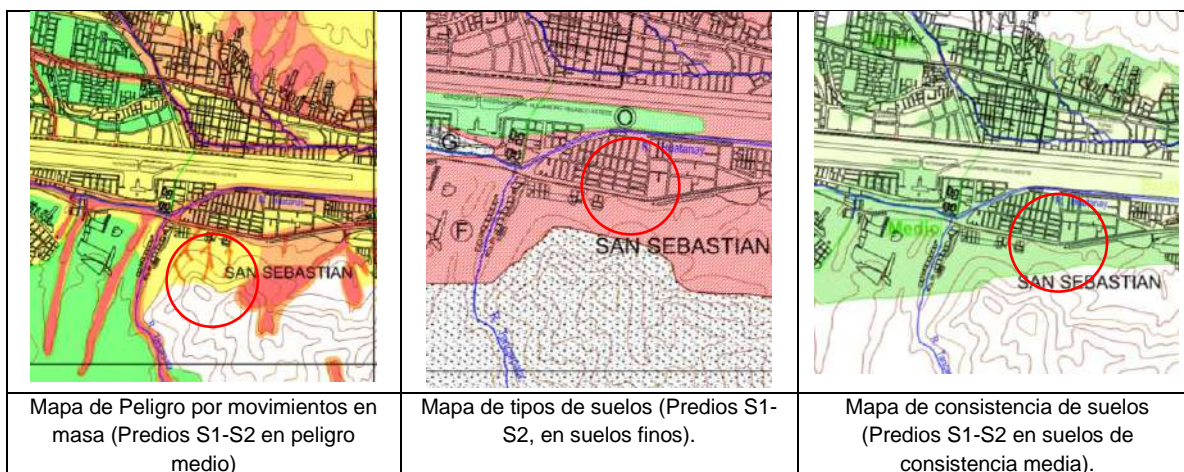 SAN SEBASTIAN
O
G
F
SAN SEBASTIAN
Medio
SAN SEBASTIAN
Mapa de Peligro por movimientos en
masa (Predios S1-S2 en peligro
medio)
Mapa de tipos de suelos (Predios S1-
S2, en suelos finos).
Mapa de consistencia de suelos
(Predios S1-S2 en suelos de
consistencia media).